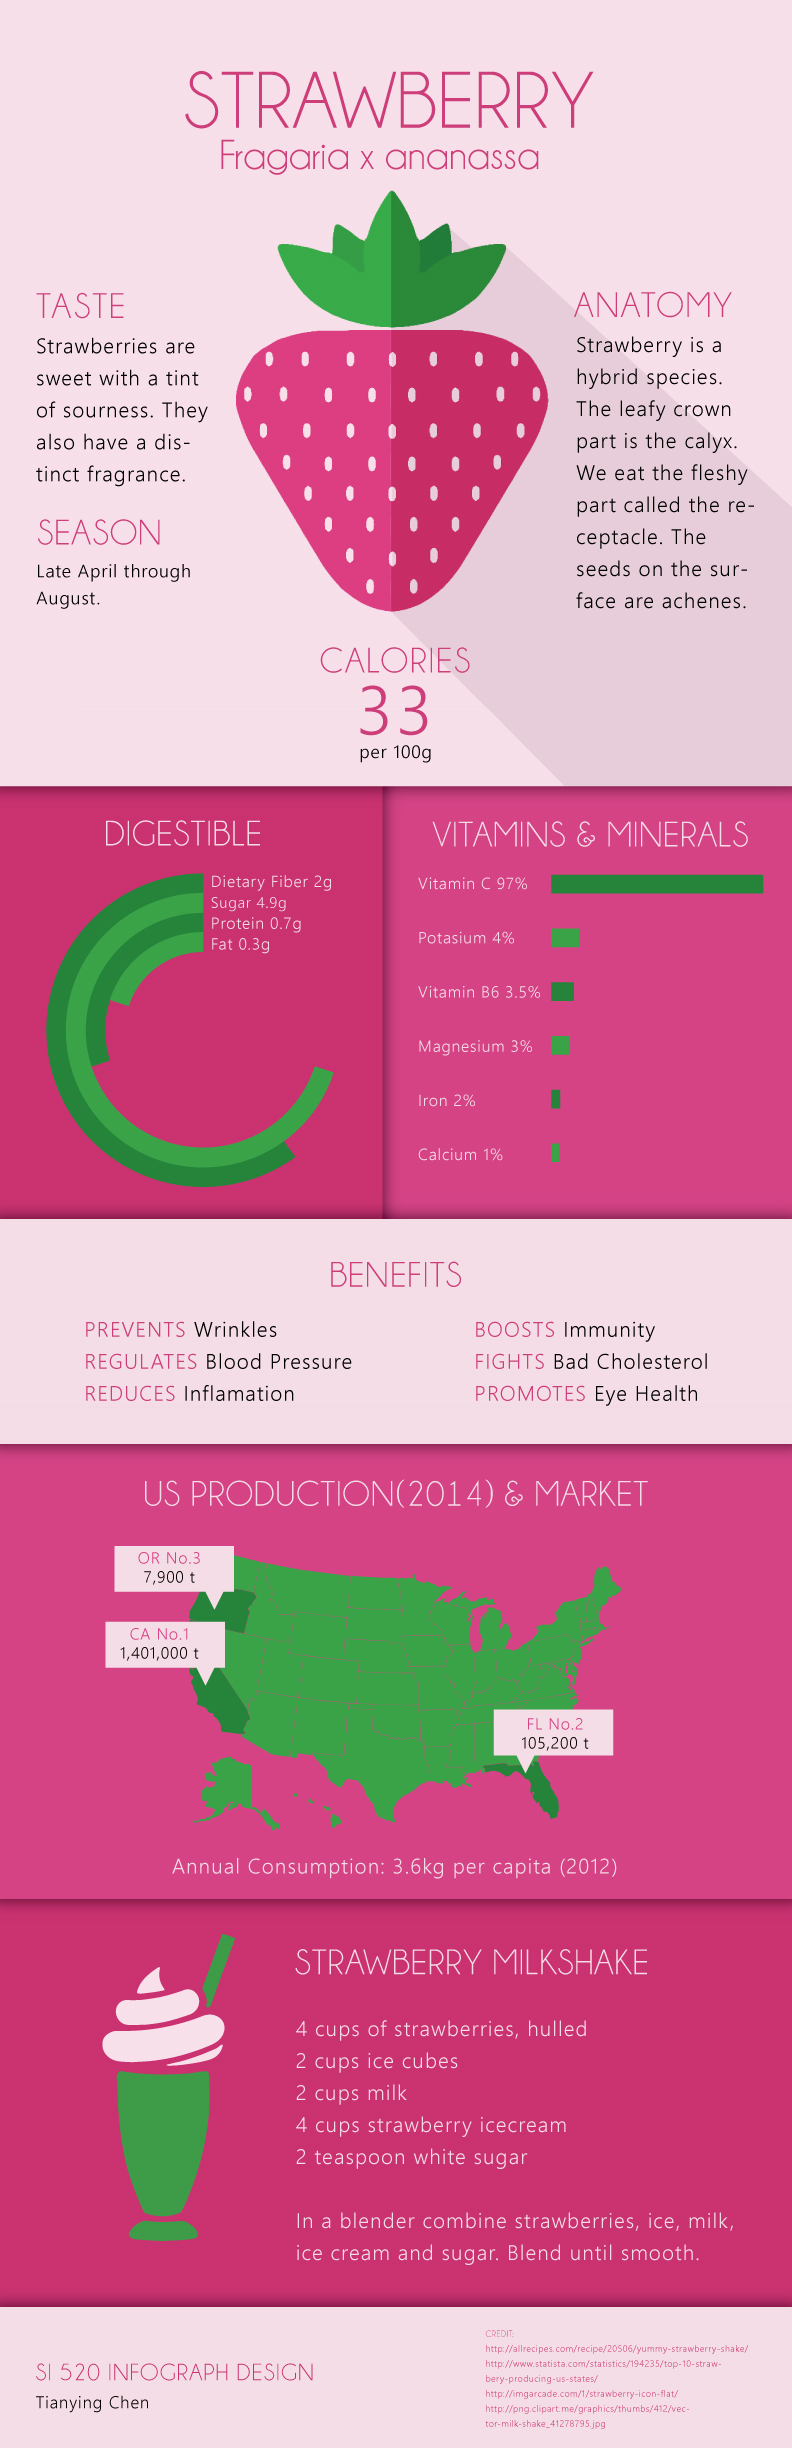 STRAWBERRY
Fragaria x ananassa
TASTE
Strawberries are
sweet with a tint
of sourness. They
also have a dis-
tinct fragrance.
SEASON
Late April through
August.
ANATOMY
Strawberry is a
hybrid species.
The leafy crown
part is the calyx.
We eat the fleshy
part called the re-
ceptacle. The
seeds on the sur-
face are achenes.
CALORIES
33
per 100g
DIGESTIBLE
Dietary Fiber 2g
Sugar 4.9g
Protein 0.7g
Fat 0.3g
VITAMINS & MINERALS
Vitamin C 97%
Potasium 4%
Vitamin B6 3.5%
Magnesium 3%
Iron 2%
Calcium 1%
BENEFITS
PREVENTS Wrinkles
REGULATES Blood Pressure
REDUCES Inflamation
BOOSTS Immunity
FIGHTS Bad Cholesterol
PROMOTES Eye Health
US PRODUCTION(2014) & MARKET
OR No.3
7,900 t
CA No.1
1,401,000 t
FL No.2
105,200 t
Annual Consumption: 3.6kg per capita (2012)
STRAWBERRY MILKSHAKE
4 cups of strawberries, hulled
2 cups ice cubes
2 cups milk
4 cups strawberry icecream
2 teaspoon white sugar
In a blender combine strawberries, ice, milk,
ice cream and sugar. Blend until smooth.
SI 520 INFOGRAPH DESIGN
Tianying Chen
CREDIT:
http://allrecipes.com/recipe/20506/yummy-strawberry-shake/
http://www.statista.com/statistics/194235/top-10-straw-
bery-producing-us-states/
http://imgarcade.com/1/strawberry-icon-flat/
http://png.clipart.me/graphics/thumbs/412/vec-
tor-milk-shake_41278795.jpg